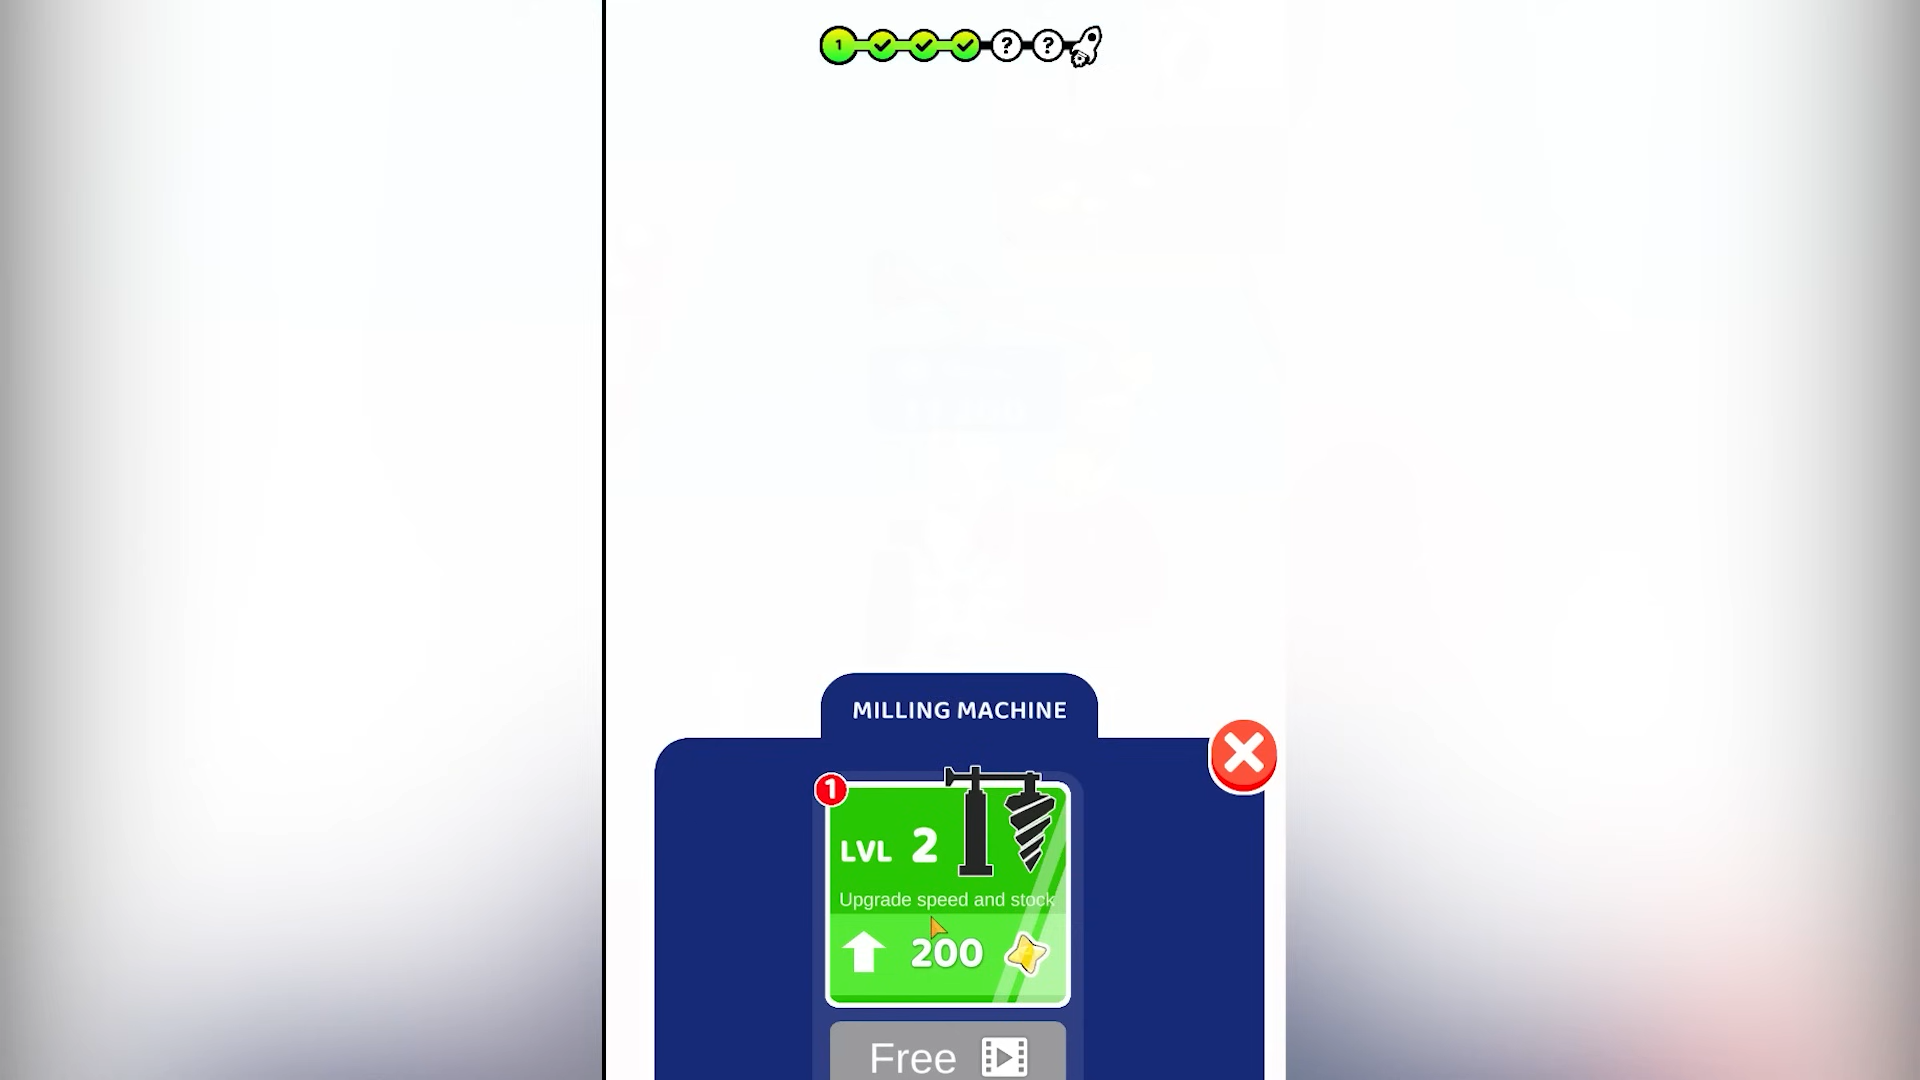 1 ? ?
MILLING MACHINE
1
LVL 2
Upgrade speed and stock
200
Free